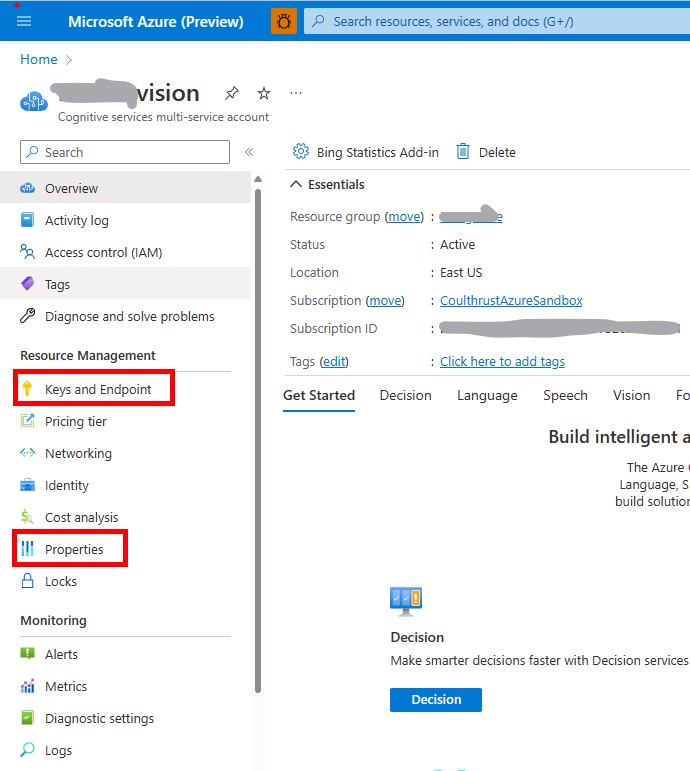 Microsoft Azure (Preview)
Search resources, services, and docs (G+/)
Home
vision
Cognitive services multi-service account
Search
Bing Statistics Add-in
Delete
Overview
Activity log
Access control (IAM)
Tags
Diagnose and solve problems
Resource Management
Keys and Endpoint
Pricing tier
Networking
Identity
Cost analysis
Properties
Locks
Monitoring
Alerts
Metrics
Diagnostic settings
Logs
Essentials
Resource group (move) :
Status : Active
Location : East US
Subscription (move) : CoulthrustAzureSandbox
Subscription ID :
Tags (edit) : Click here to add tags
Get Started Decision Language Speech Vision Fo
Build intelligent a
The Azure C
Language, S
build solution
Decision
Make smarter decisions faster with Decision services
Decision